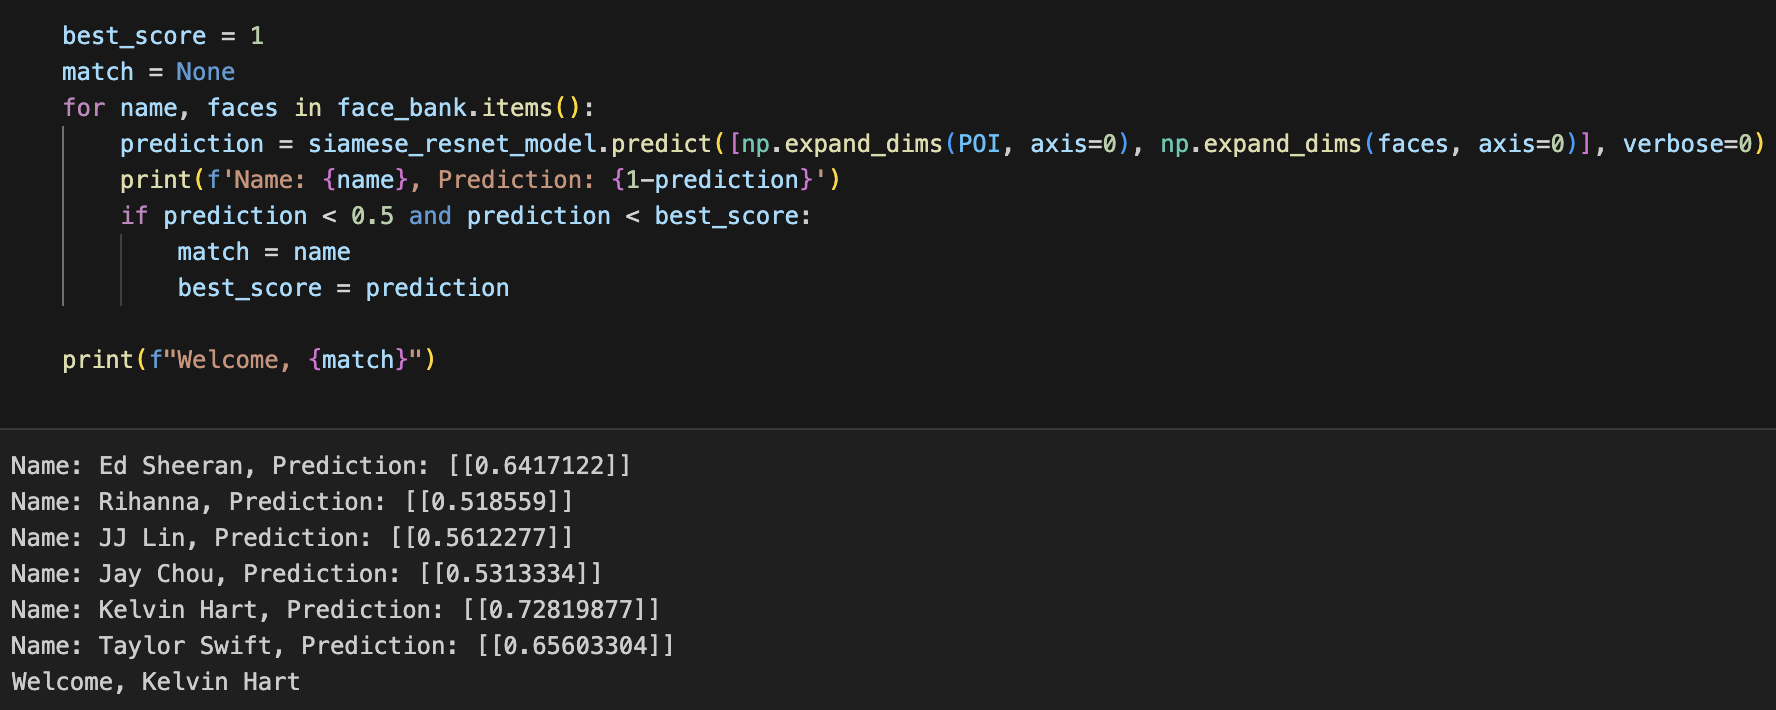 best_score = 1
match = None
for name, faces in face_bank.items():
    prediction = siamese_resnet_model.predict([np.expand_dims(POI, axis=0), np.expand_dims(faces, axis=0)], verbose=0)
    print(f'Name: {name}, Prediction: {1-prediction}')
    if prediction < 0.5 and prediction < best_score:
        match = name
        best_score = prediction
print(f"Welcome, {match}")
Name: Ed Sheeran, Prediction: [[0.6417122]]
Name: Rihanna, Prediction: [[0.518559]]
Name: JJ Lin, Prediction: [[0.5612277]]
Name: Jay Chou, Prediction: [[0.5313334]]
Name: Kelvin Hart, Prediction: [[0.72819877]]
Name: Taylor Swift, Prediction: [[0.65603304]]
Welcome, Kelvin Hart